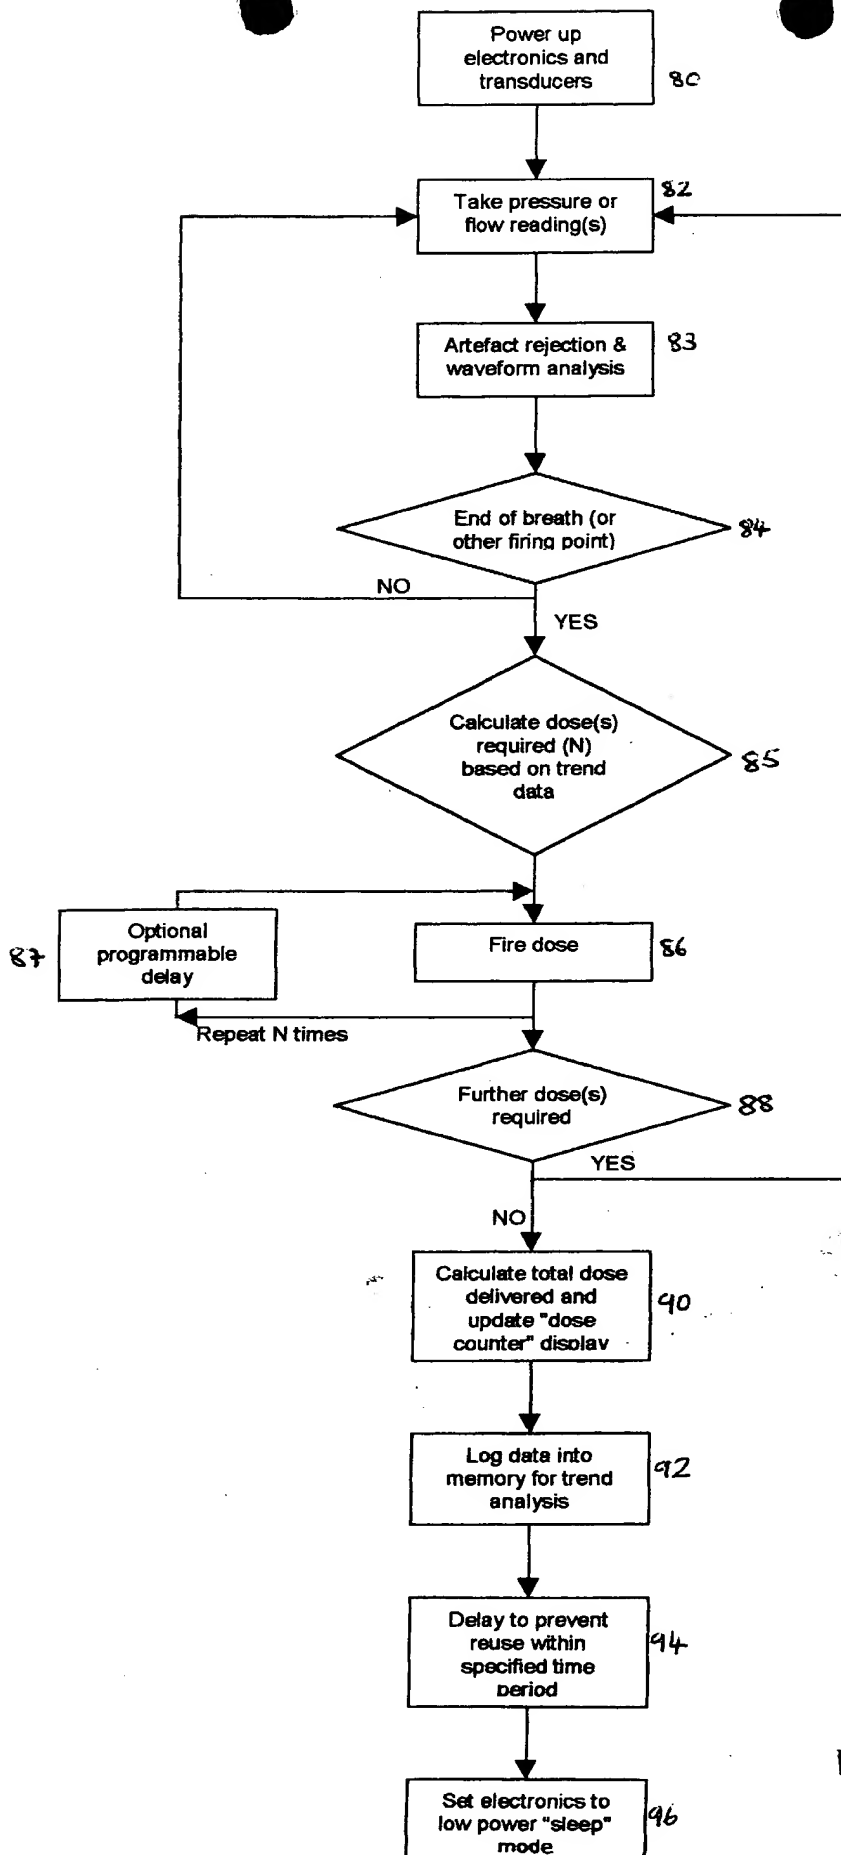 Power up
electronics and
transducers
80
Take pressure or
flow reading(s)
82
Artefact rejection &
waveform analysis
83
End of breath (or
other firing point)
84
NO
YES
Calculate dose(s)
required (N)
based on trend
data
85
Optional
programmable
delay
87
Fire dose
86
Repeat N times
Further dose(s)
required
88
YES
NO
Calculate total dose
delivered and
update "dose
counter" display
90
Log data into
memory for trend
analysis
92
Delay to prevent
reuse within
specified time
period
94
Set electronics to
low power "sleep"
mode
96